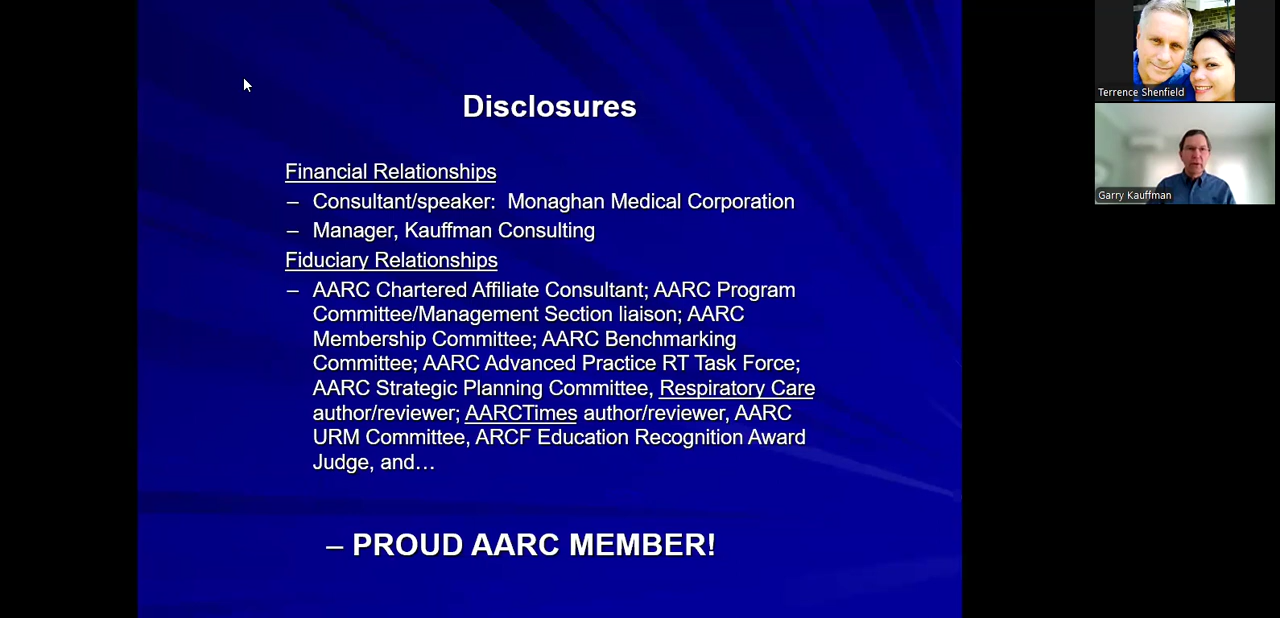 Disclosures
Financial Relationships
– Consultant/speaker: Monaghan Medical Corporation
– Manager, Kauffman Consulting
Fiduciary Relationships
– AARC Chartered Affiliate Consultant; AARC Program
Committee/Management Section liaison; AARC
Membership Committee; AARC Benchmarking
Committee; AARC Advanced Practice RT Task Force;
AARC Strategic Planning Committee, Respiratory Care
author/reviewer; AARCTimes author/reviewer, AARC
URM Committee, ARCF Education Recognition Award
Judge, and…
– PROUD AARC MEMBER!
Terrence Shenfield
Garry Kauffman